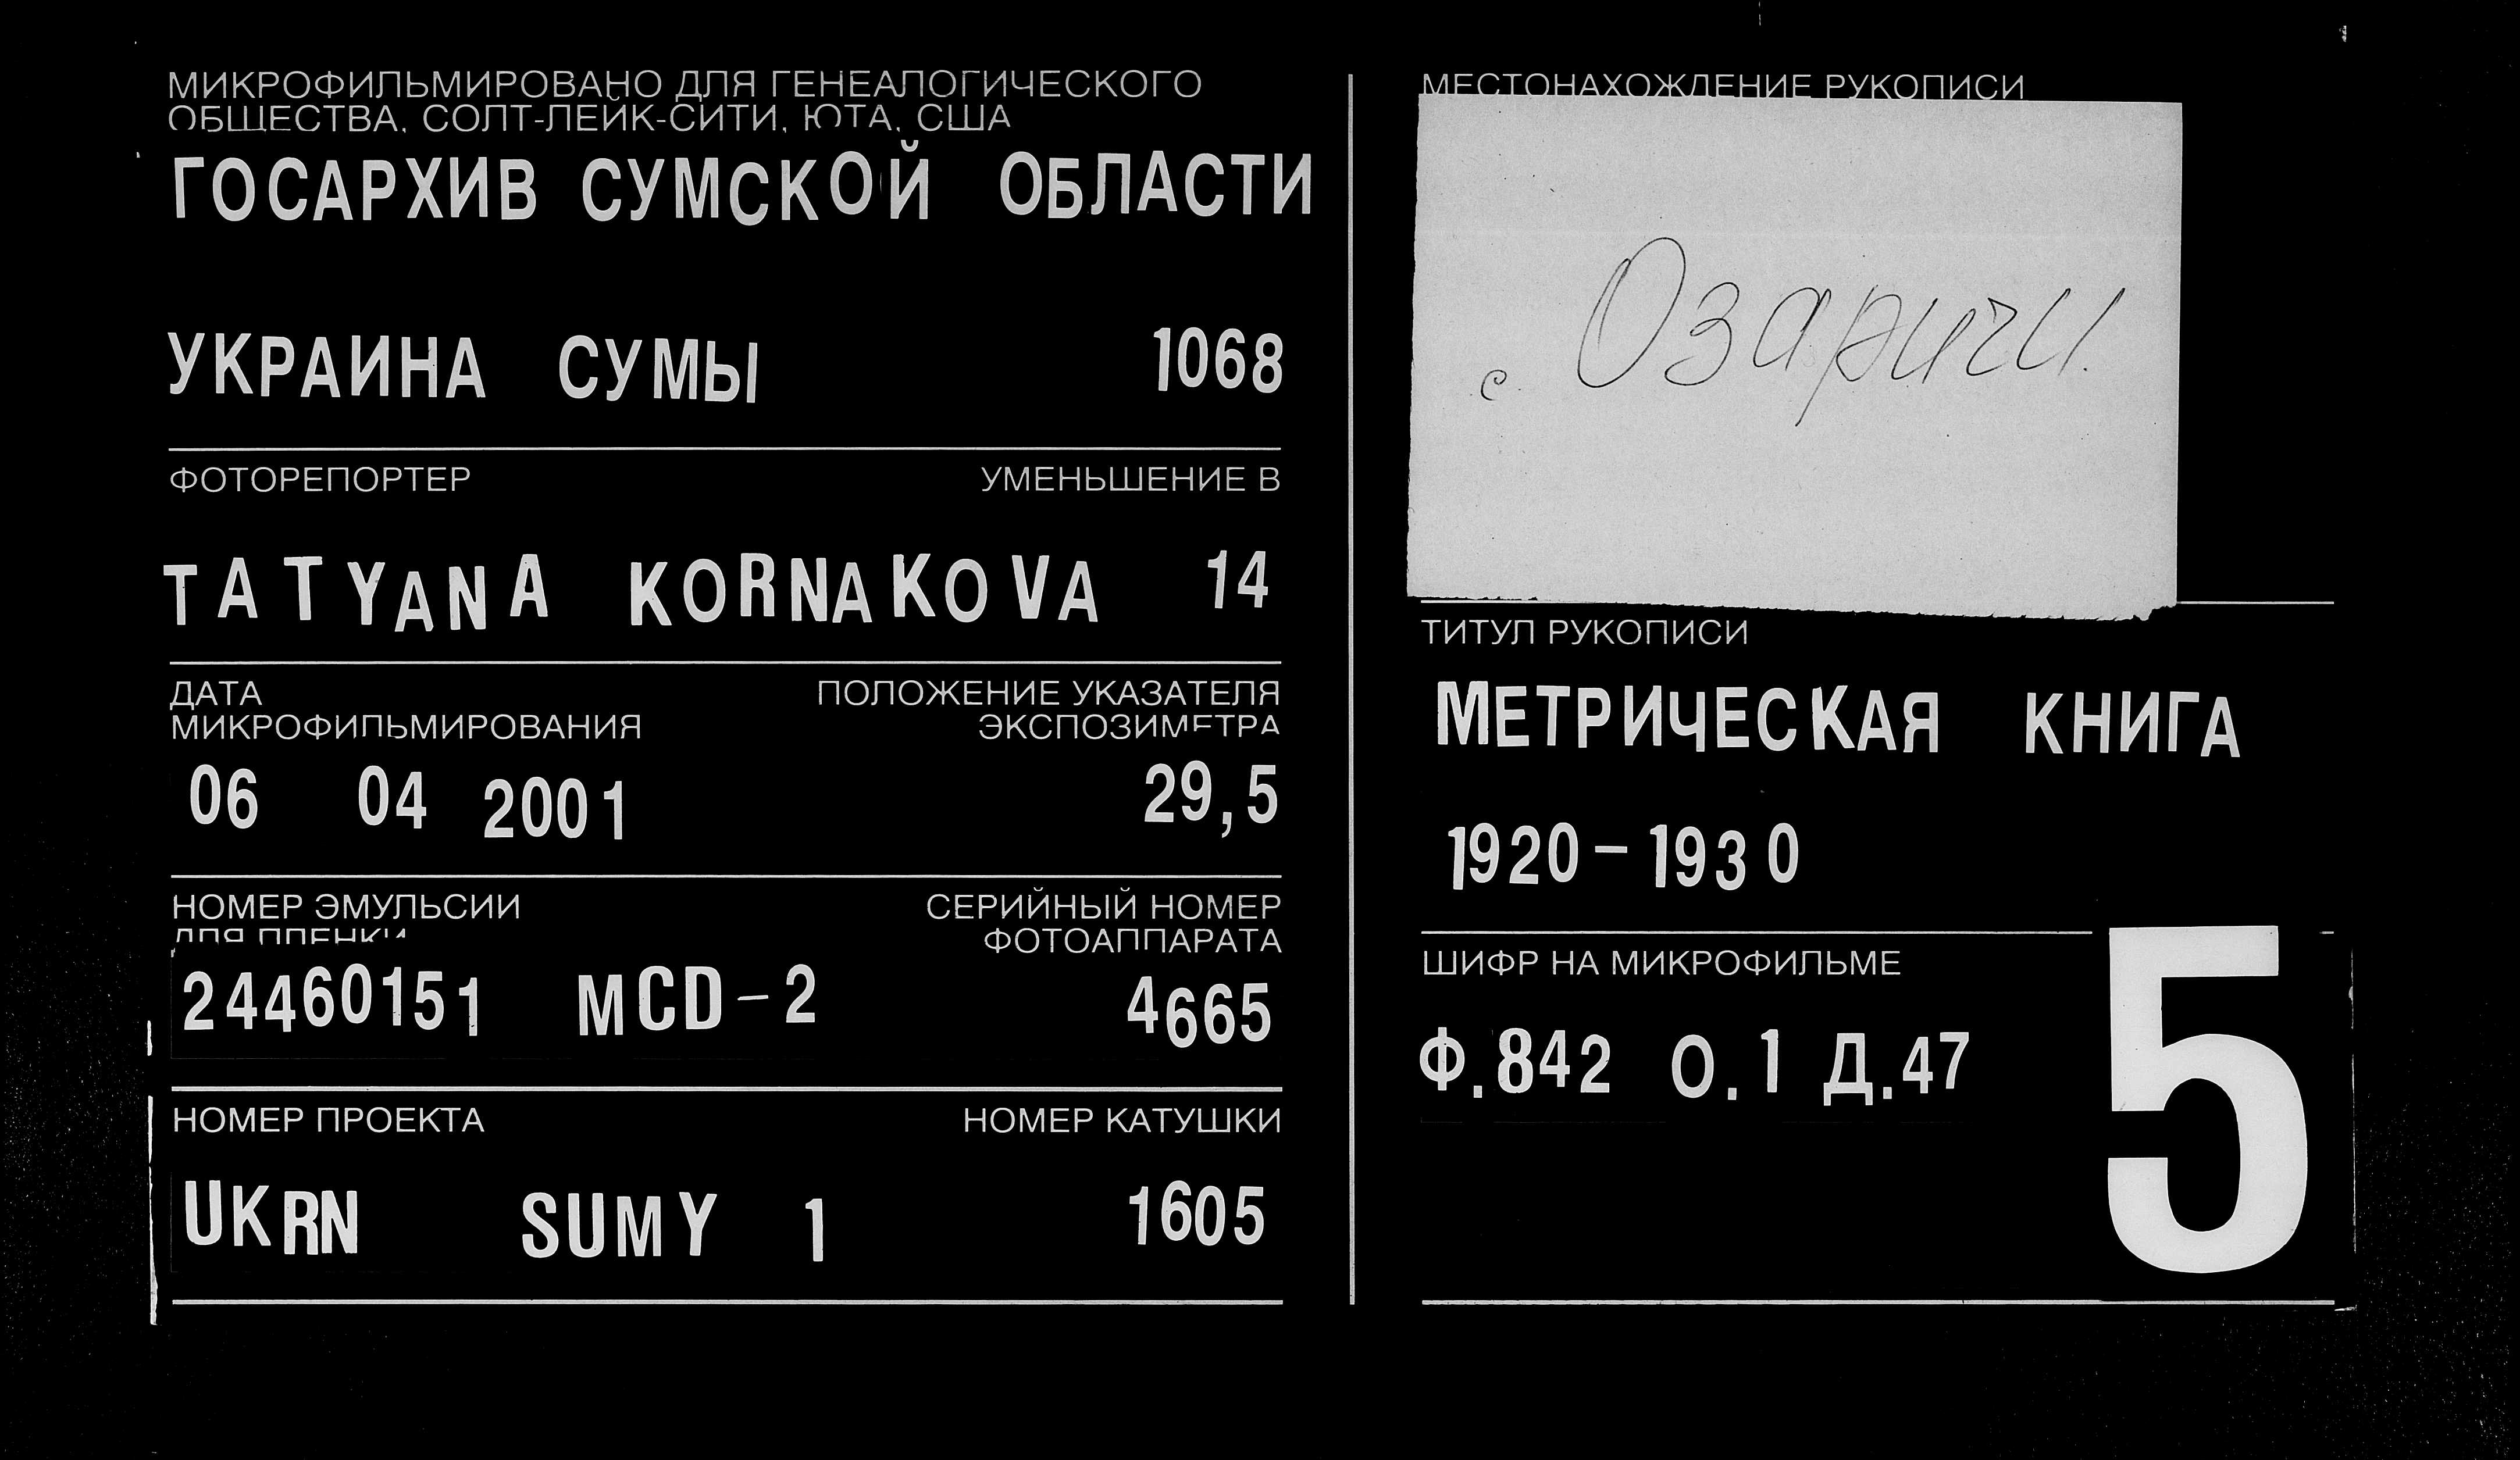 МИКРОФИЛЬМИРОВАНО ДЛЯ ГЕНЕАЛОГИЧЕСКОГО
ОБЩЕСТВА, СОЛТ-ЛЕЙК-СИТИ, ЮТА, США
ГОСАРХИВ СУМСКОЙ ОБЛАСТИ
УКРАИНА СУМЫ 1068
ФОТОРЕПОРТЕР УМЕНЬШЕНИЕ В
TATYANA KORNAKOVA 14
ДАТА ПОЛОЖЕНИЕ УКАЗАТЕЛЯ
МИКРОФИЛЬМИРОВАНИЯ ЭКСПОЗИМЕТРА
06 04 2001 29,5
НОМЕР ЭМУЛЬСИИ СЕРИЙНЫЙ НОМЕР
ДЛЯ ПЛЕНКИ ФОТОАППАРАТА
24460151 MCD-2 4665
НОМЕР ПРОЕКТА НОМЕР КАТУШКИ
UKRN SUMY 1 1605
МЕСТОНАХОЖДЕНИЕ РУКОПИСИ
с. Озаричи.
ТИТУЛ РУКОПИСИ
МЕТРИЧЕСКАЯ КНИГА
1920-1930
ШИФР НА МИКРОФИЛЬМЕ
Ф.842 О.1 Д.47
5